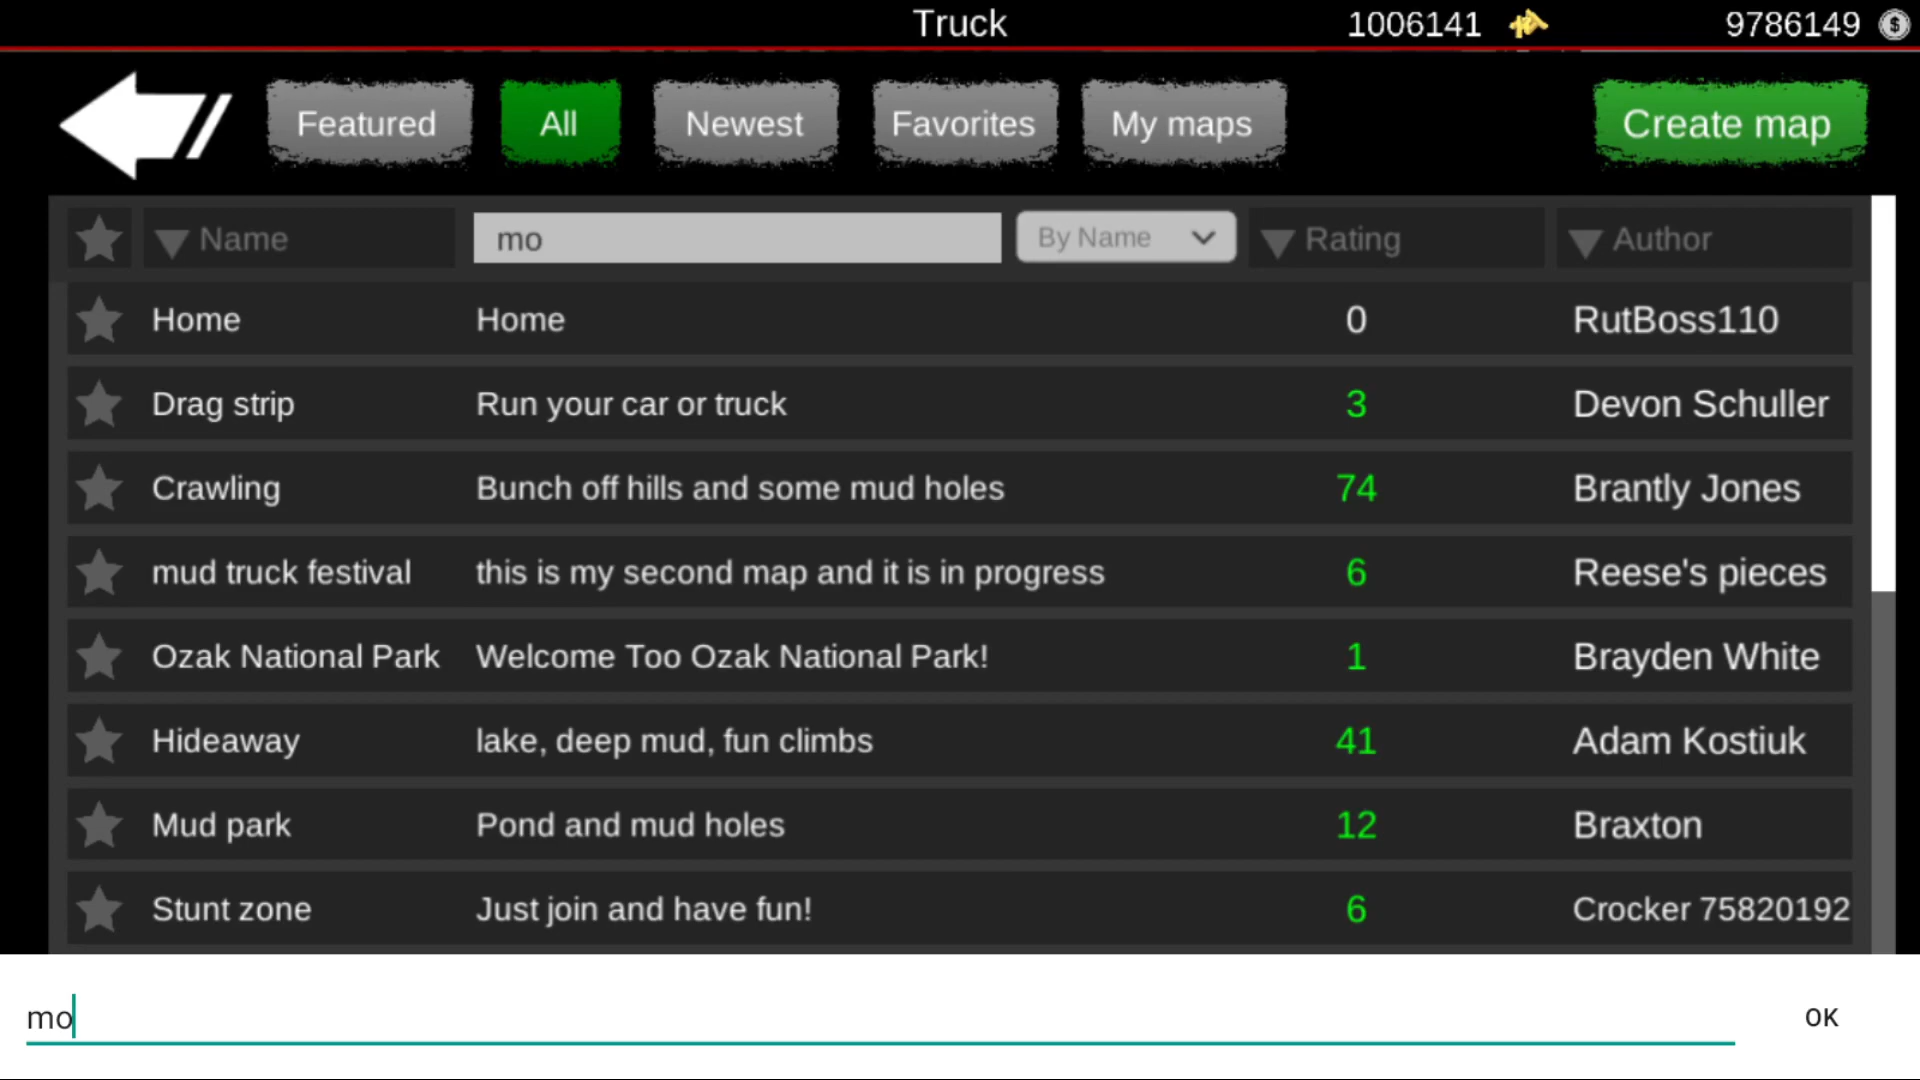 Truck 1006141 9786149
Featured All Newest Favorites My maps Create map
Name mo By Name Rating Author
Home Home 0 RutBoss110
Drag strip Run your car or truck 3 Devon Schuller
Crawling Bunch off hills and some mud holes 74 Brantly Jones
mud truck festival this is my second map and it is in progress 6 Reese's pieces
Ozak National Park Welcome Too Ozak National Park! 1 Brayden White
Hideaway lake, deep mud, fun climbs 41 Adam Kostiuk
Mud park Pond and mud holes 12 Braxton
Stunt zone Just join and have fun! 6 Crocker 75820192
mo OK